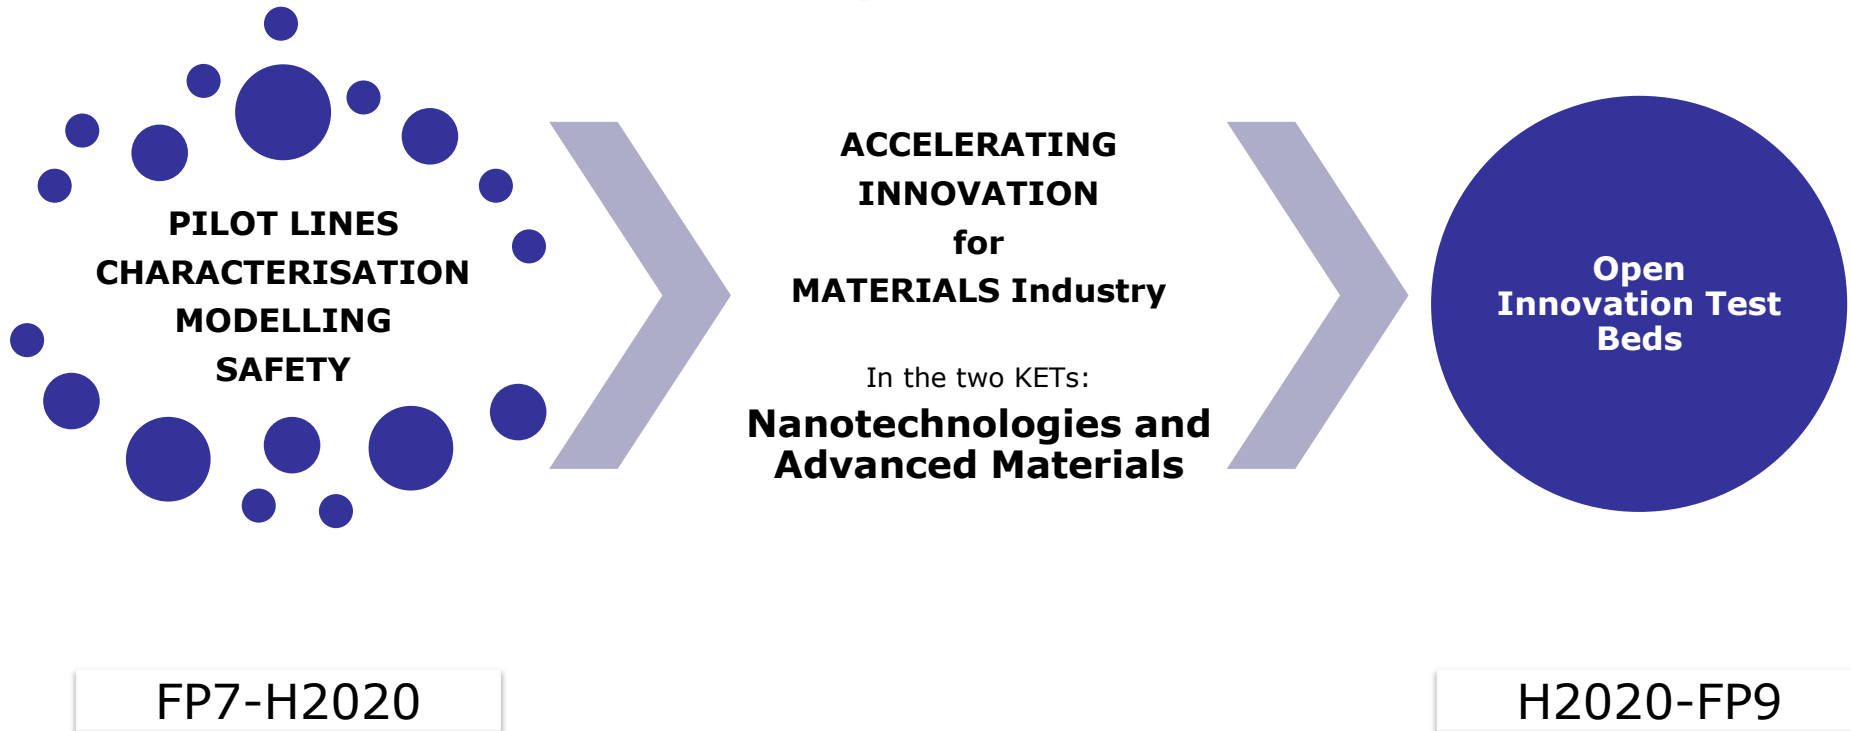 PILOT LINES
CHARACTERISATION
MODELLING
SAFETY
ACCELERATING
INNOVATION
for
MATERIALS Industry
In the two KETs:
Nanotechnologies and
Advanced Materials
Open
Innovation Test
Beds
FP7-H2020
H2020-FP9